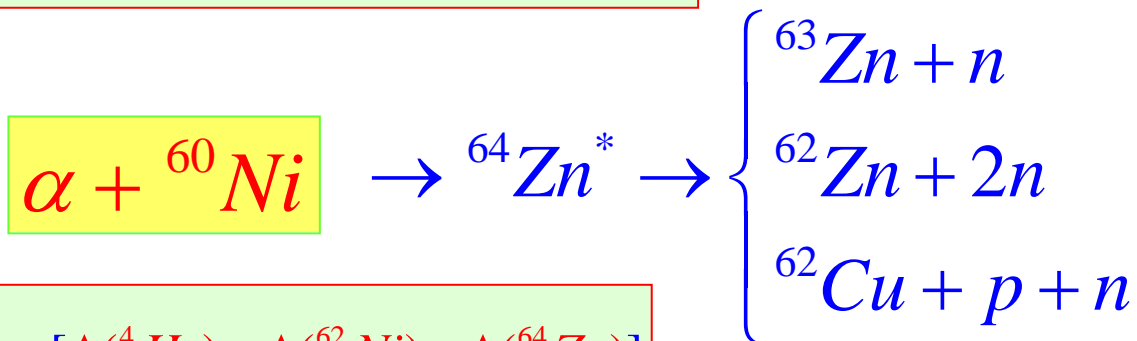 α + ⁶⁰Ni → ⁶⁴Zn* → { ⁶³Zn + n
⁶²Zn + 2n
⁶²Cu + p + n